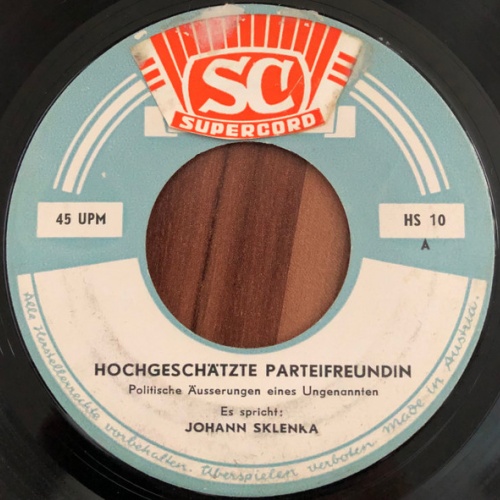 SC
SUPERCORD
45 UPM
HS 10
A
HOCHGESCHÄTZTE PARTEIFREUNDIN
Politische Äusserungen eines Ungenannten
Es spricht:
JOHANN SKLENKA
Alle Herstellerrechte vorbehalten. Überspielen verboten Made in Austria.